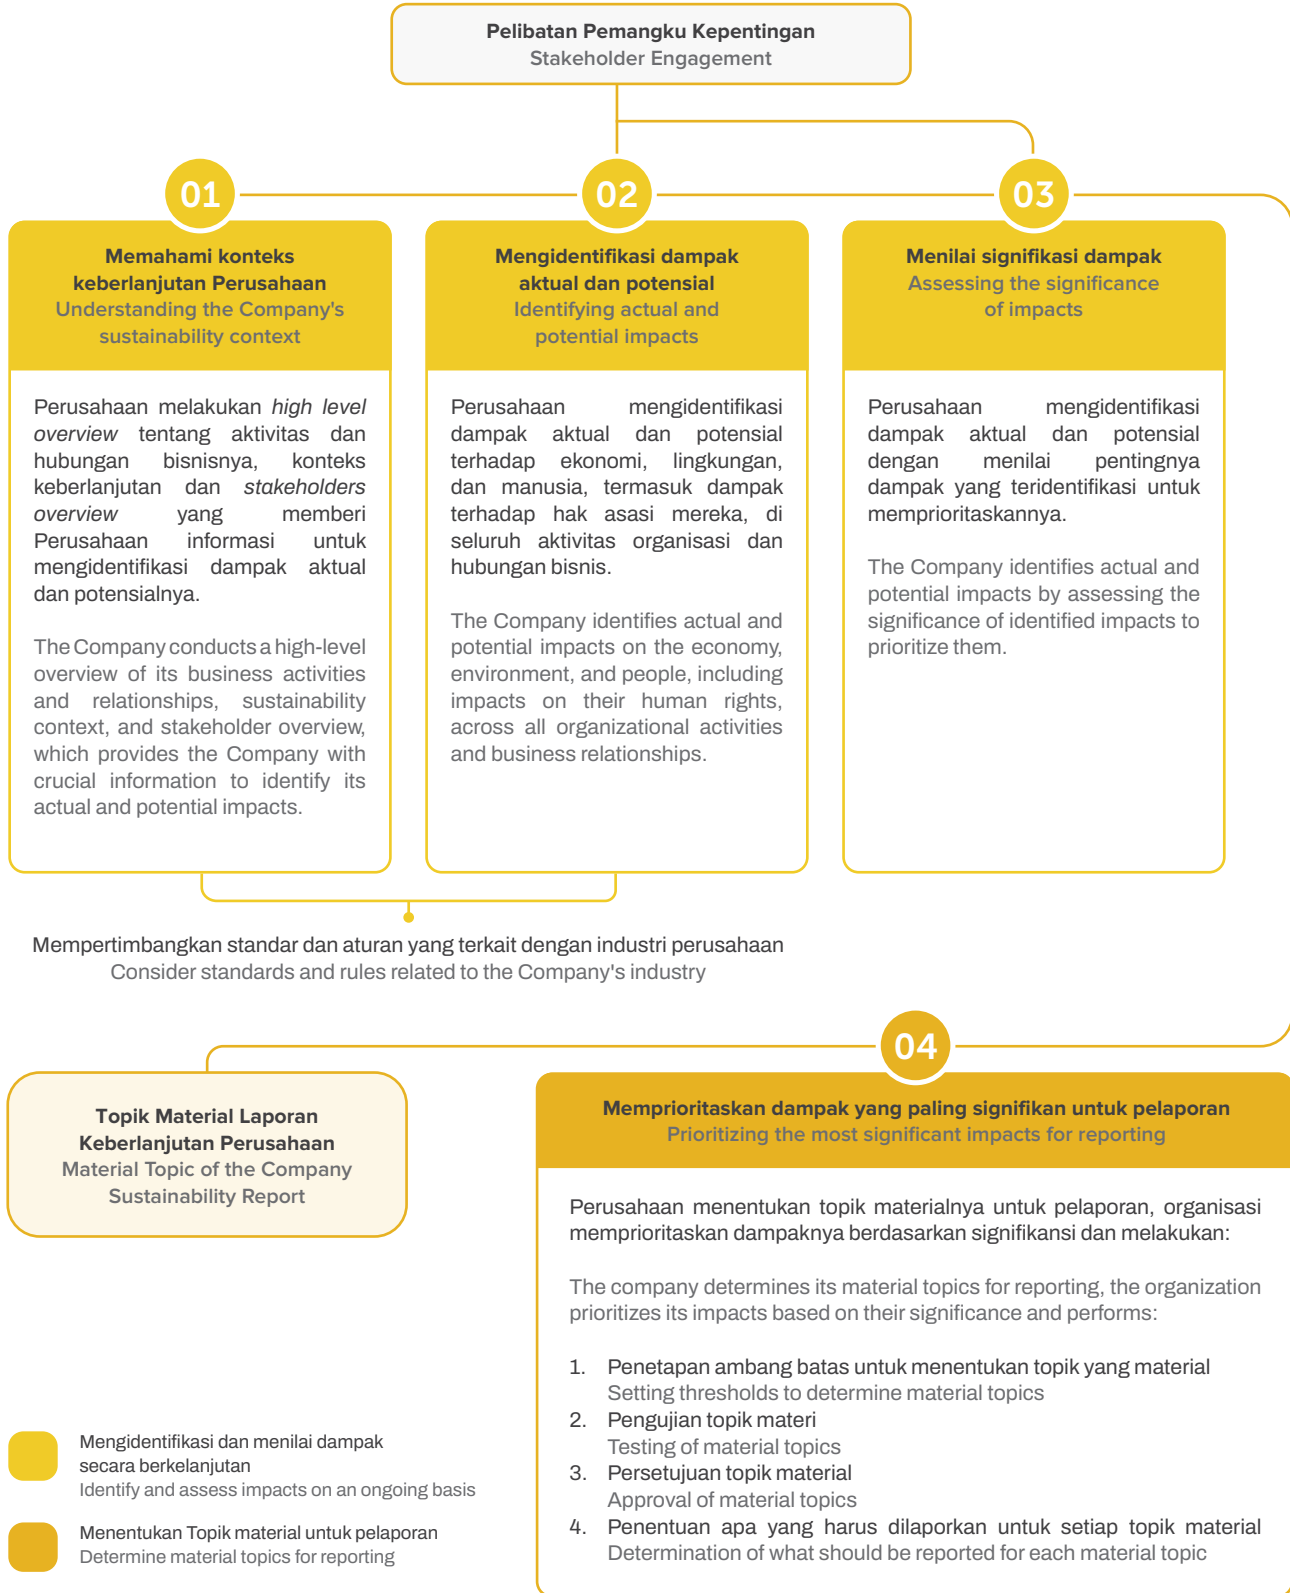 Pelibatan Pemangku Kepentingan
Stakeholder Engagement
01
Memahami konteks
keberlanjutan Perusahaan
Understanding the Company's
sustainability context
Perusahaan melakukan high level
overview tentang aktivitas dan
hubungan bisnisnya, konteks
keberlanjutan dan stakeholders
overview yang memberi
Perusahaan informasi untuk
mengidentifikasi dampak aktual
dan potensialnya.
The Company conducts a high-level
overview of its business activities
and relationships, sustainability
context, and stakeholder overview,
which provides the Company with
crucial information to identify its
actual and potential impacts.
02
Mengidentifikasi dampak
aktual dan potensial
Identifying actual and
potential impacts
Perusahaan mengidentifikasi
dampak aktual dan potensial
terhadap ekonomi, lingkungan,
dan manusia, termasuk dampak
terhadap hak asasi mereka, di
seluruh aktivitas organisasi dan
hubungan bisnis.
The Company identifies actual and
potential impacts on the economy,
environment, and people, including
impacts on their human rights,
across all organizational activities
and business relationships.
03
Menilai signifikasi dampak
Assessing the significance
of impacts
Perusahaan mengidentifikasi
dampak aktual dan potensial
dengan menilai pentingnya
dampak yang teridentifikasi untuk
memprioritaskannya.
The Company identifies actual and
potential impacts by assessing the
significance of identified impacts to
prioritize them.
Mempertimbangkan standar dan aturan yang terkait dengan industri perusahaan
Consider standards and rules related to the Company's industry
04
Memprioritaskan dampak yang paling signifikan untuk pelaporan
Prioritizing the most significant impacts for reporting
Perusahaan menentukan topik materialnya untuk pelaporan, organisasi
memprioritaskan dampaknya berdasarkan signifikansi dan melakukan:
The company determines its material topics for reporting, the organization
prioritizes its impacts based on their significance and performs:
1. Penetapan ambang batas untuk menentukan topik yang material
Setting thresholds to determine material topics
2. Pengujian topik materi
Testing of material topics
3. Persetujuan topik material
Approval of material topics
4. Penentuan apa yang harus dilaporkan untuk setiap topik material
Determination of what should be reported for each material topic
Topik Material Laporan
Keberlanjutan Perusahaan
Material Topic of the Company
Sustainability Report
Mengidentifikasi dan menilai dampak
secara berkelanjutan
Identify and assess impacts on an ongoing basis
Menentukan Topik material untuk pelaporan
Determine material topics for reporting